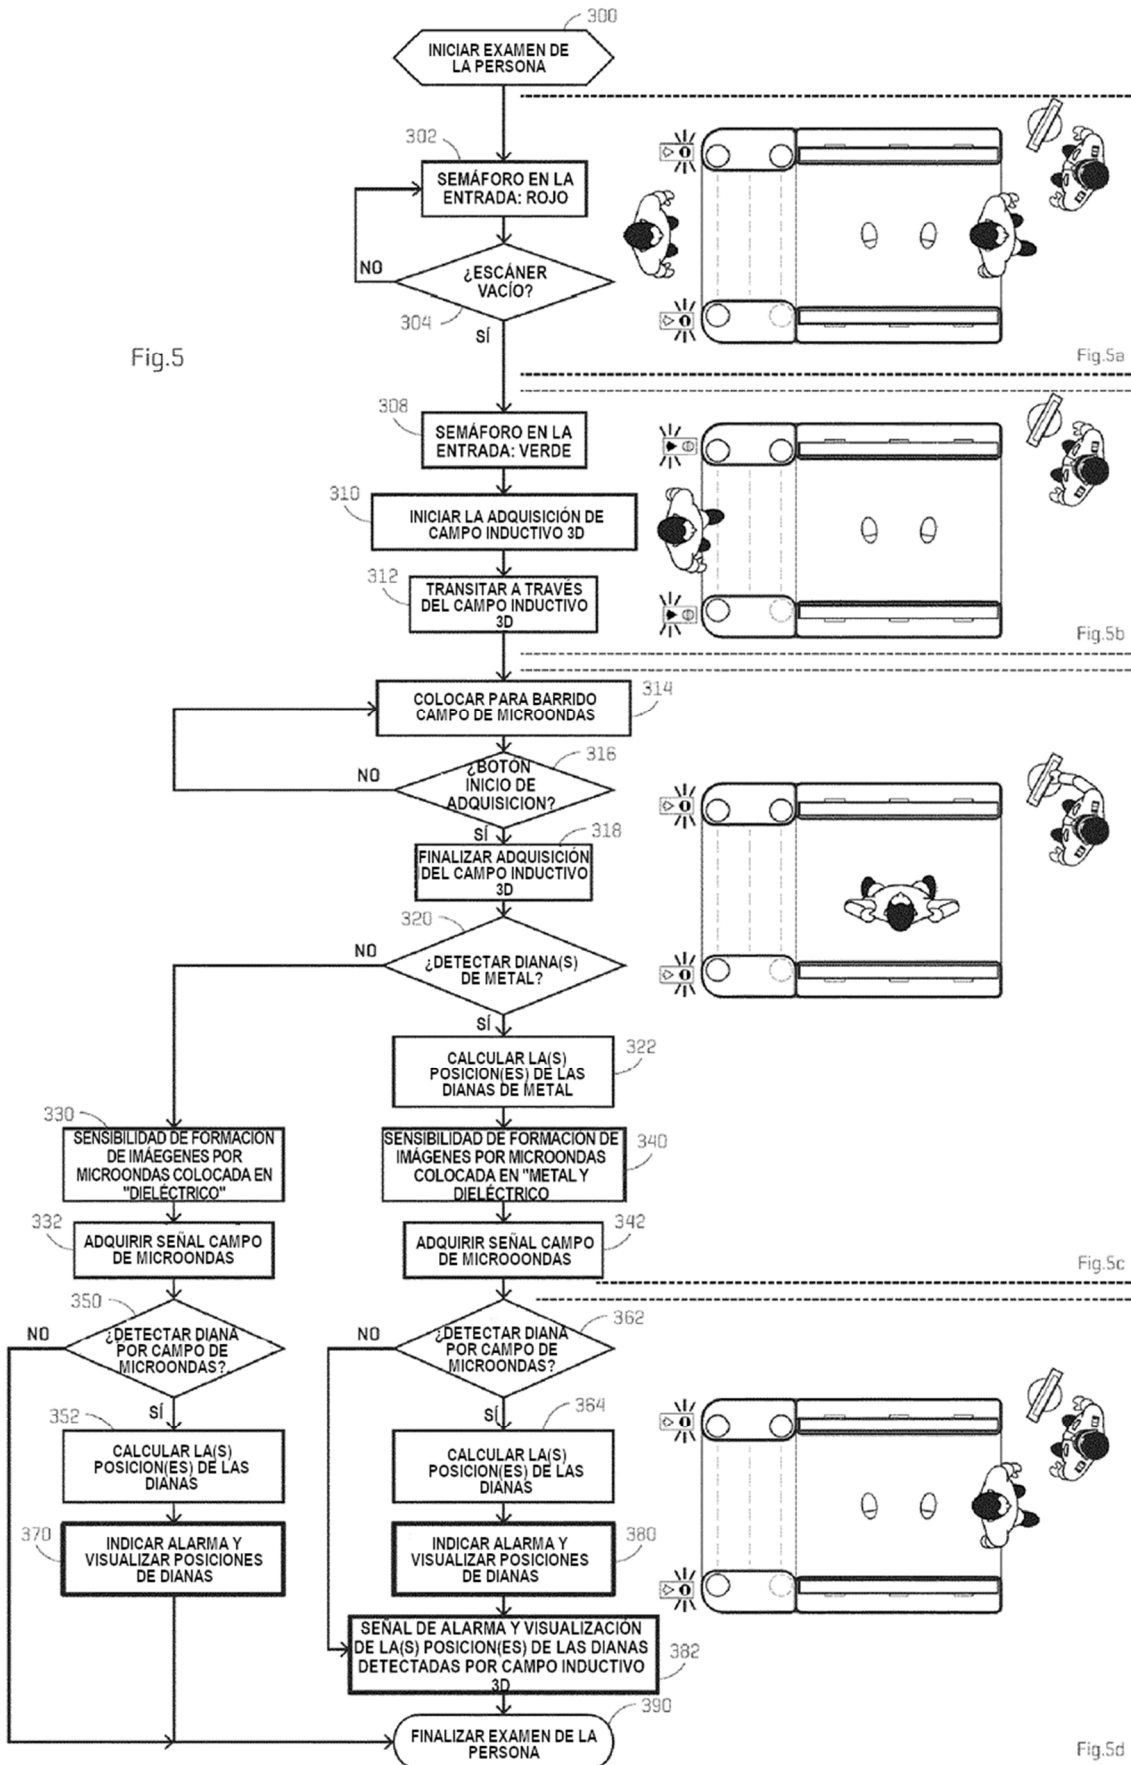 300
INICIAR EXAMEN DE
LA PERSONA
302
SEMÁFORO EN LA
ENTRADA: ROJO
NO
¿ESCÁNER
VACÍO?
304
SÍ
Fig.5
Fig.5a
308
SEMÁFORO EN LA
ENTRADA: VERDE
310
INICIAR LA ADQUISICIÓN DE
CAMPO INDUCTIVO 3D
312
TRANSITAR A TRAVÉS
DEL CAMPO INDUCTIVO
3D
Fig.5b
314
COLOCAR PARA BARRIDO
CAMPO DE MICROONDAS
316
NO
¿BOTÓN
INICIO DE
ADQUISICION?
SÍ
318
FINALIZAR ADQUISIÓN
DEL CAMPO INDUCTIVO
3D
320
NO
¿DETECTAR DIANA(S)
DE METAL?
SÍ
322
CALCULAR LA(S)
POSICION(ES) DE LAS
DIANAS DE METAL
330
SENSIBILIDAD DE FORMACIÓN
DE IMÁEGENES POR
MICROONDAS COLOCADA EN
"DIELÉCTRICO"
340
SENSIBILIDAD DE FORMACIÓN DE
IMÁGENES POR MICROONDAS
COLOCADA EN "METAL Y
DIELÉCTRICO
332
ADQUIRIR SEÑAL CAMPO
DE MICROONDAS
342
ADQUIRIR SEÑAL CAMPO
DE MICROOONDAS
Fig.5c
350
NO
¿DETECTAR DIANA
POR CAMPO DE
MICROONDAS?
SÍ
362
NO
¿DETECTAR DIANA
POR CAMPO DE
MICROONDAS?
SÍ
352
CALCULAR LA(S)
POSICION(ES) DE LAS
DIANAS
364
CALCULAR LA(S)
POSICION(ES) DE LAS
DIANAS
370
INDICAR ALARMA Y
VISUALIZAR POSICIONES
DE DIANAS
380
INDICAR ALARMA Y
VISUALIZAR POSICIONES
DE DIANAS
SEÑAL DE ALARMA Y VISUALIZACIÓN
DE LA(S) POSICION(ES) DE LAS DIANAS
DETECTADAS POR CAMPO INDUCTIVO
3D
382
390
FINALIZAR EXAMEN DE LA
PERSONA
Fig.5d